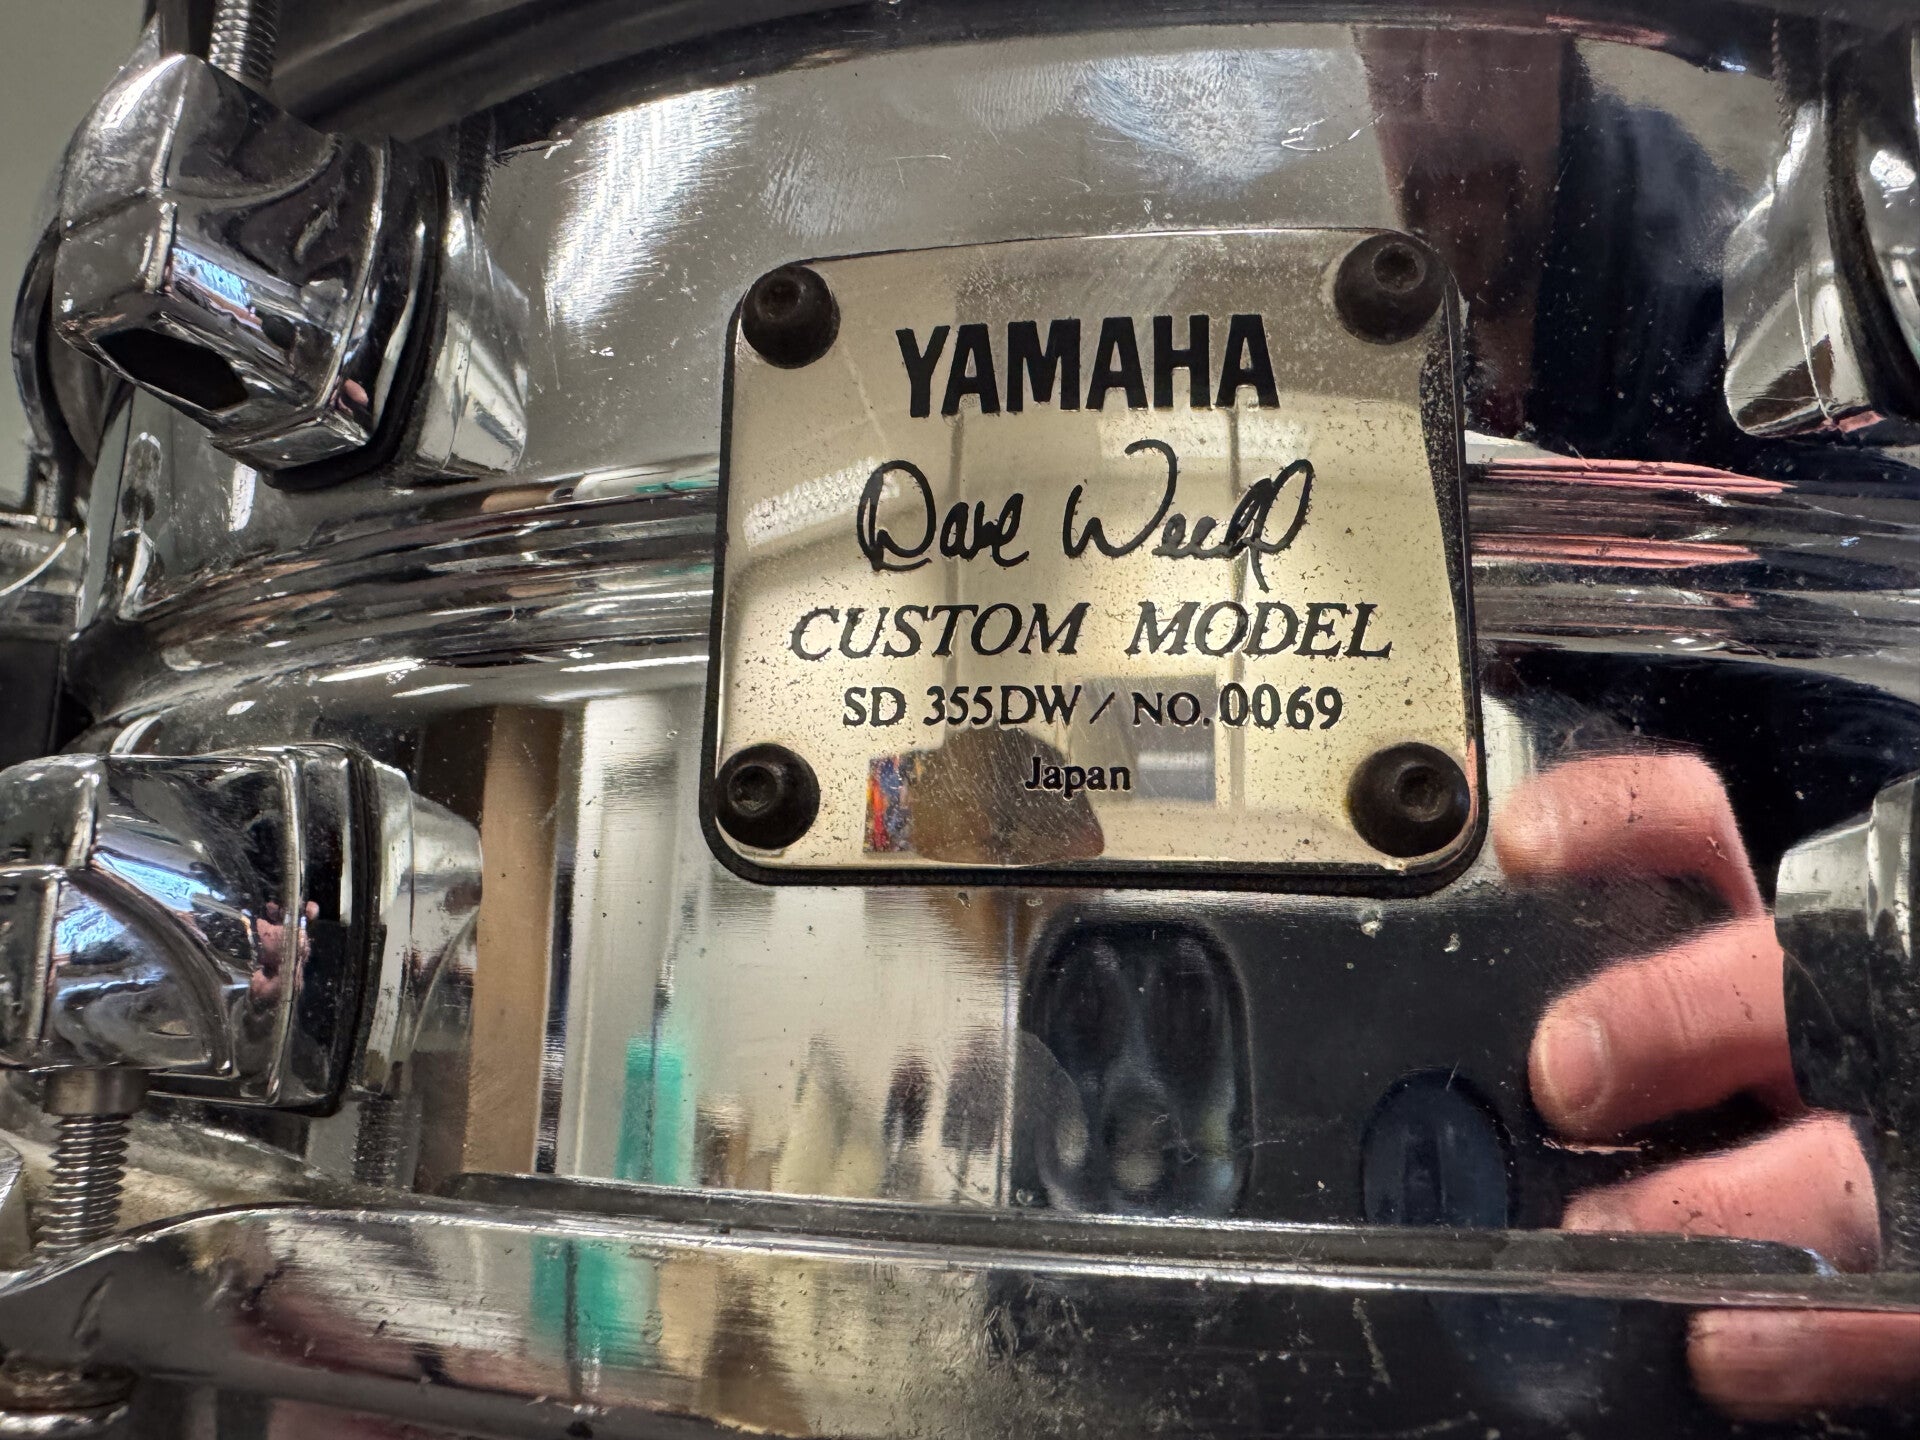 YAMAHA
Dave Weckl
CUSTOM MODEL
SD 355DW / NO. 0069
Japan